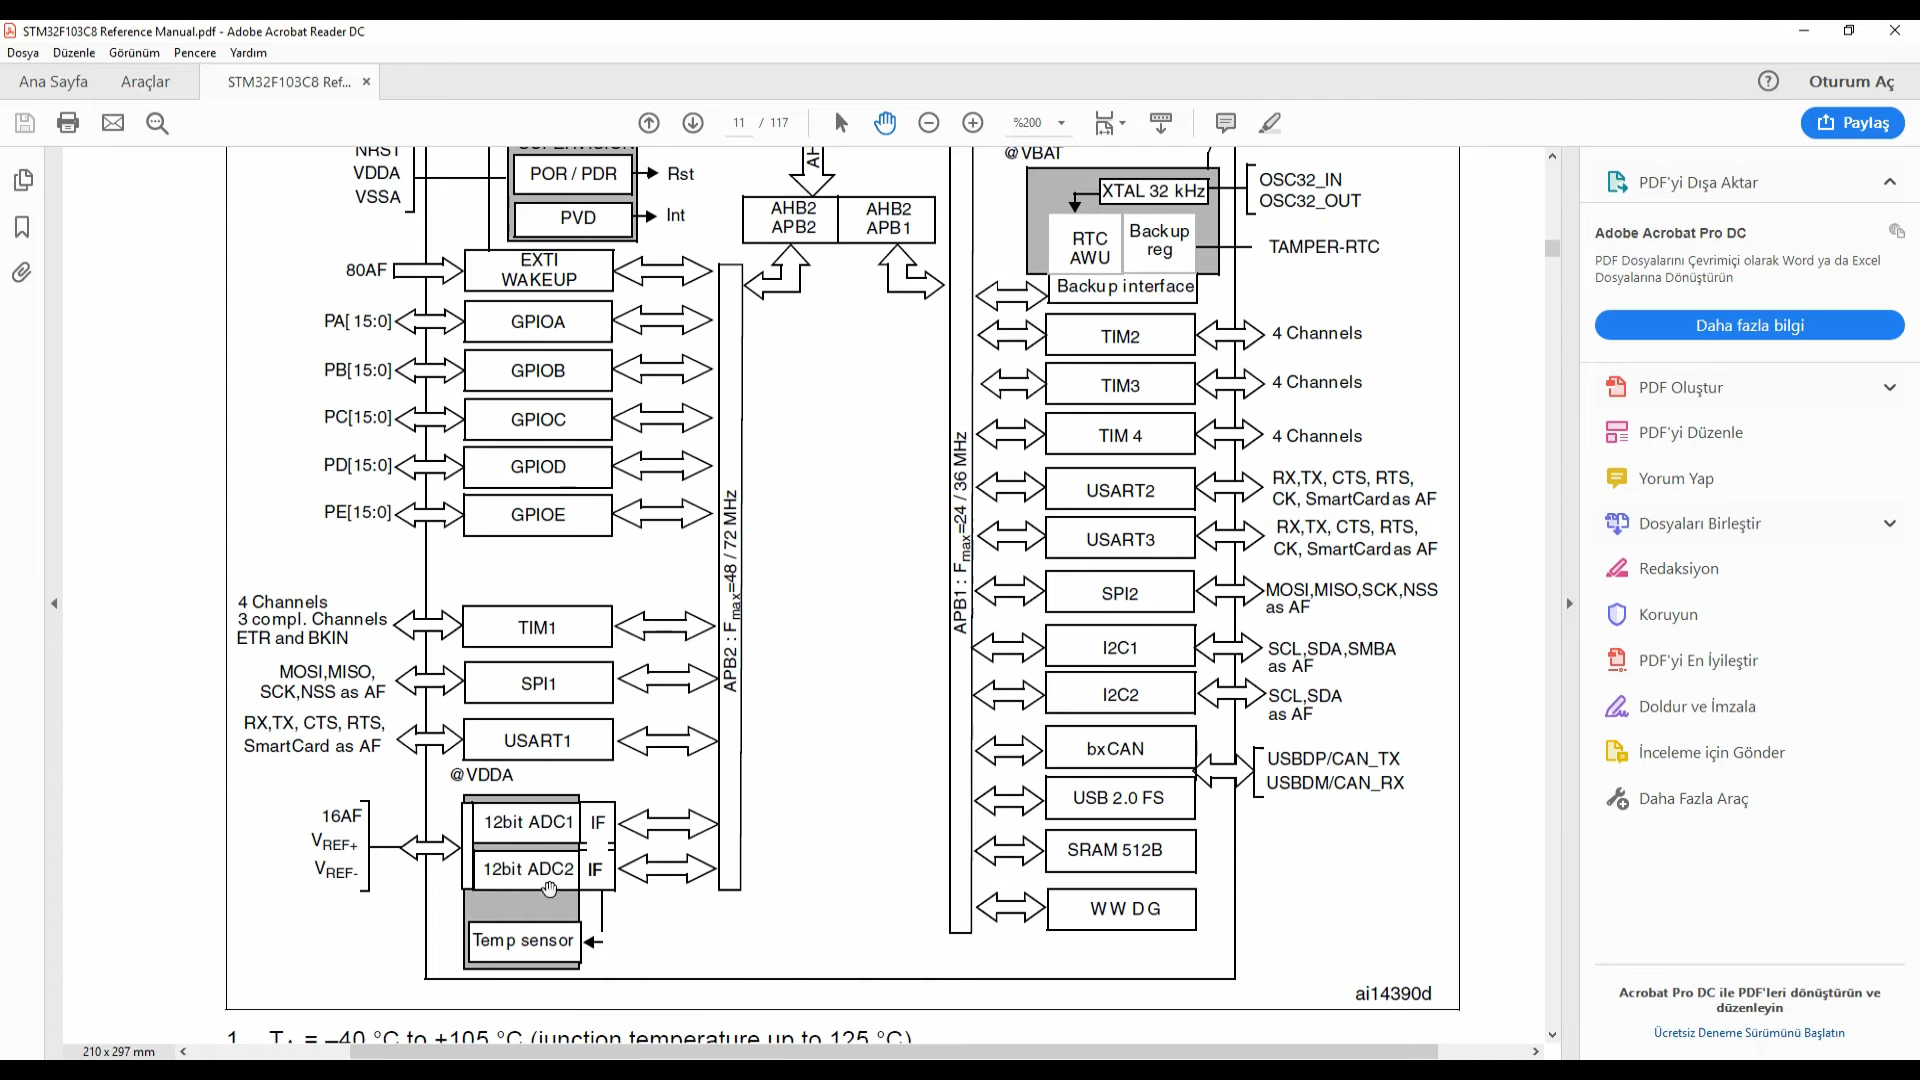 STM32F103C8 Reference Manual.pdf - Adobe Acrobat Reader DC
Dosya Düzenle Görünüm Pencere Yardım
Ana Sayfa Araçlar STM32F103C8 Ref... × Oturum Aç
11 / 117 %200 Paylaş
NRST
VDDA
VSSA
SUPERVISION
POR / PDR
Rst
PVD
Int
80AF
EXTI
WAKEUP
PA[ 15:0]
GPIOA
PB[15:0]
GPIOB
PC[15:0]
GPIOC
PD[15:0]
GPIOD
PE[15:0]
GPIOE
4 Channels
3 compl. Channels
ETR and BKIN
TIM1
MOSI,MISO,
SCK,NSS as AF
SPI1
RX,TX, CTS, RTS,
SmartCard as AF
USART1
@VDDA
16AF
VREF+
VREF-
12bit ADC1 IF
12bit ADC2 IF
Temp sensor
AHB2
APB2
AHB2
APB1
APB2 : Fmax=48 / 72 MHz
APB1 : Fmax=24 / 36 MHz
@VBAT
XTAL 32 kHz
OSC32_IN
OSC32_OUT
RTC
AWU
Backup
reg
TAMPER-RTC
Backup interface
TIM2
4 Channels
TIM3
4 Channels
TIM 4
4 Channels
USART2
RX,TX, CTS, RTS,
CK, SmartCard as AF
USART3
RX,TX, CTS, RTS,
CK, SmartCard as AF
SPI2
MOSI,MISO,SCK,NSS
as AF
I2C1
SCL,SDA,SMBA
as AF
I2C2
SCL,SDA
as AF
bxCAN
USBDP/CAN_TX
USBDM/CAN_RX
USB 2.0 FS
SRAM 512B
WWDG
ai14390d
= –40 °C to +105 °C (junction temperature up to 125 °C)
210 x 297 mm
PDF'yi Dışa Aktar
Adobe Acrobat Pro DC
PDF Dosyalarını Çevrimiçi olarak Word ya da Excel
Dosyalarına Dönüştürün
Daha fazla bilgi
PDF Oluştur
PDF'yi Düzenle
Yorum Yap
Dosyaları Birleştir
Redaksiyon
Koruyun
PDF'yi En İyileştir
Doldur ve İmzala
İnceleme için Gönder
Daha Fazla Araç
Acrobat Pro DC ile PDF'leri dönüştürün ve
düzenleyin
Ücretsiz Deneme Sürümünü Başlatın